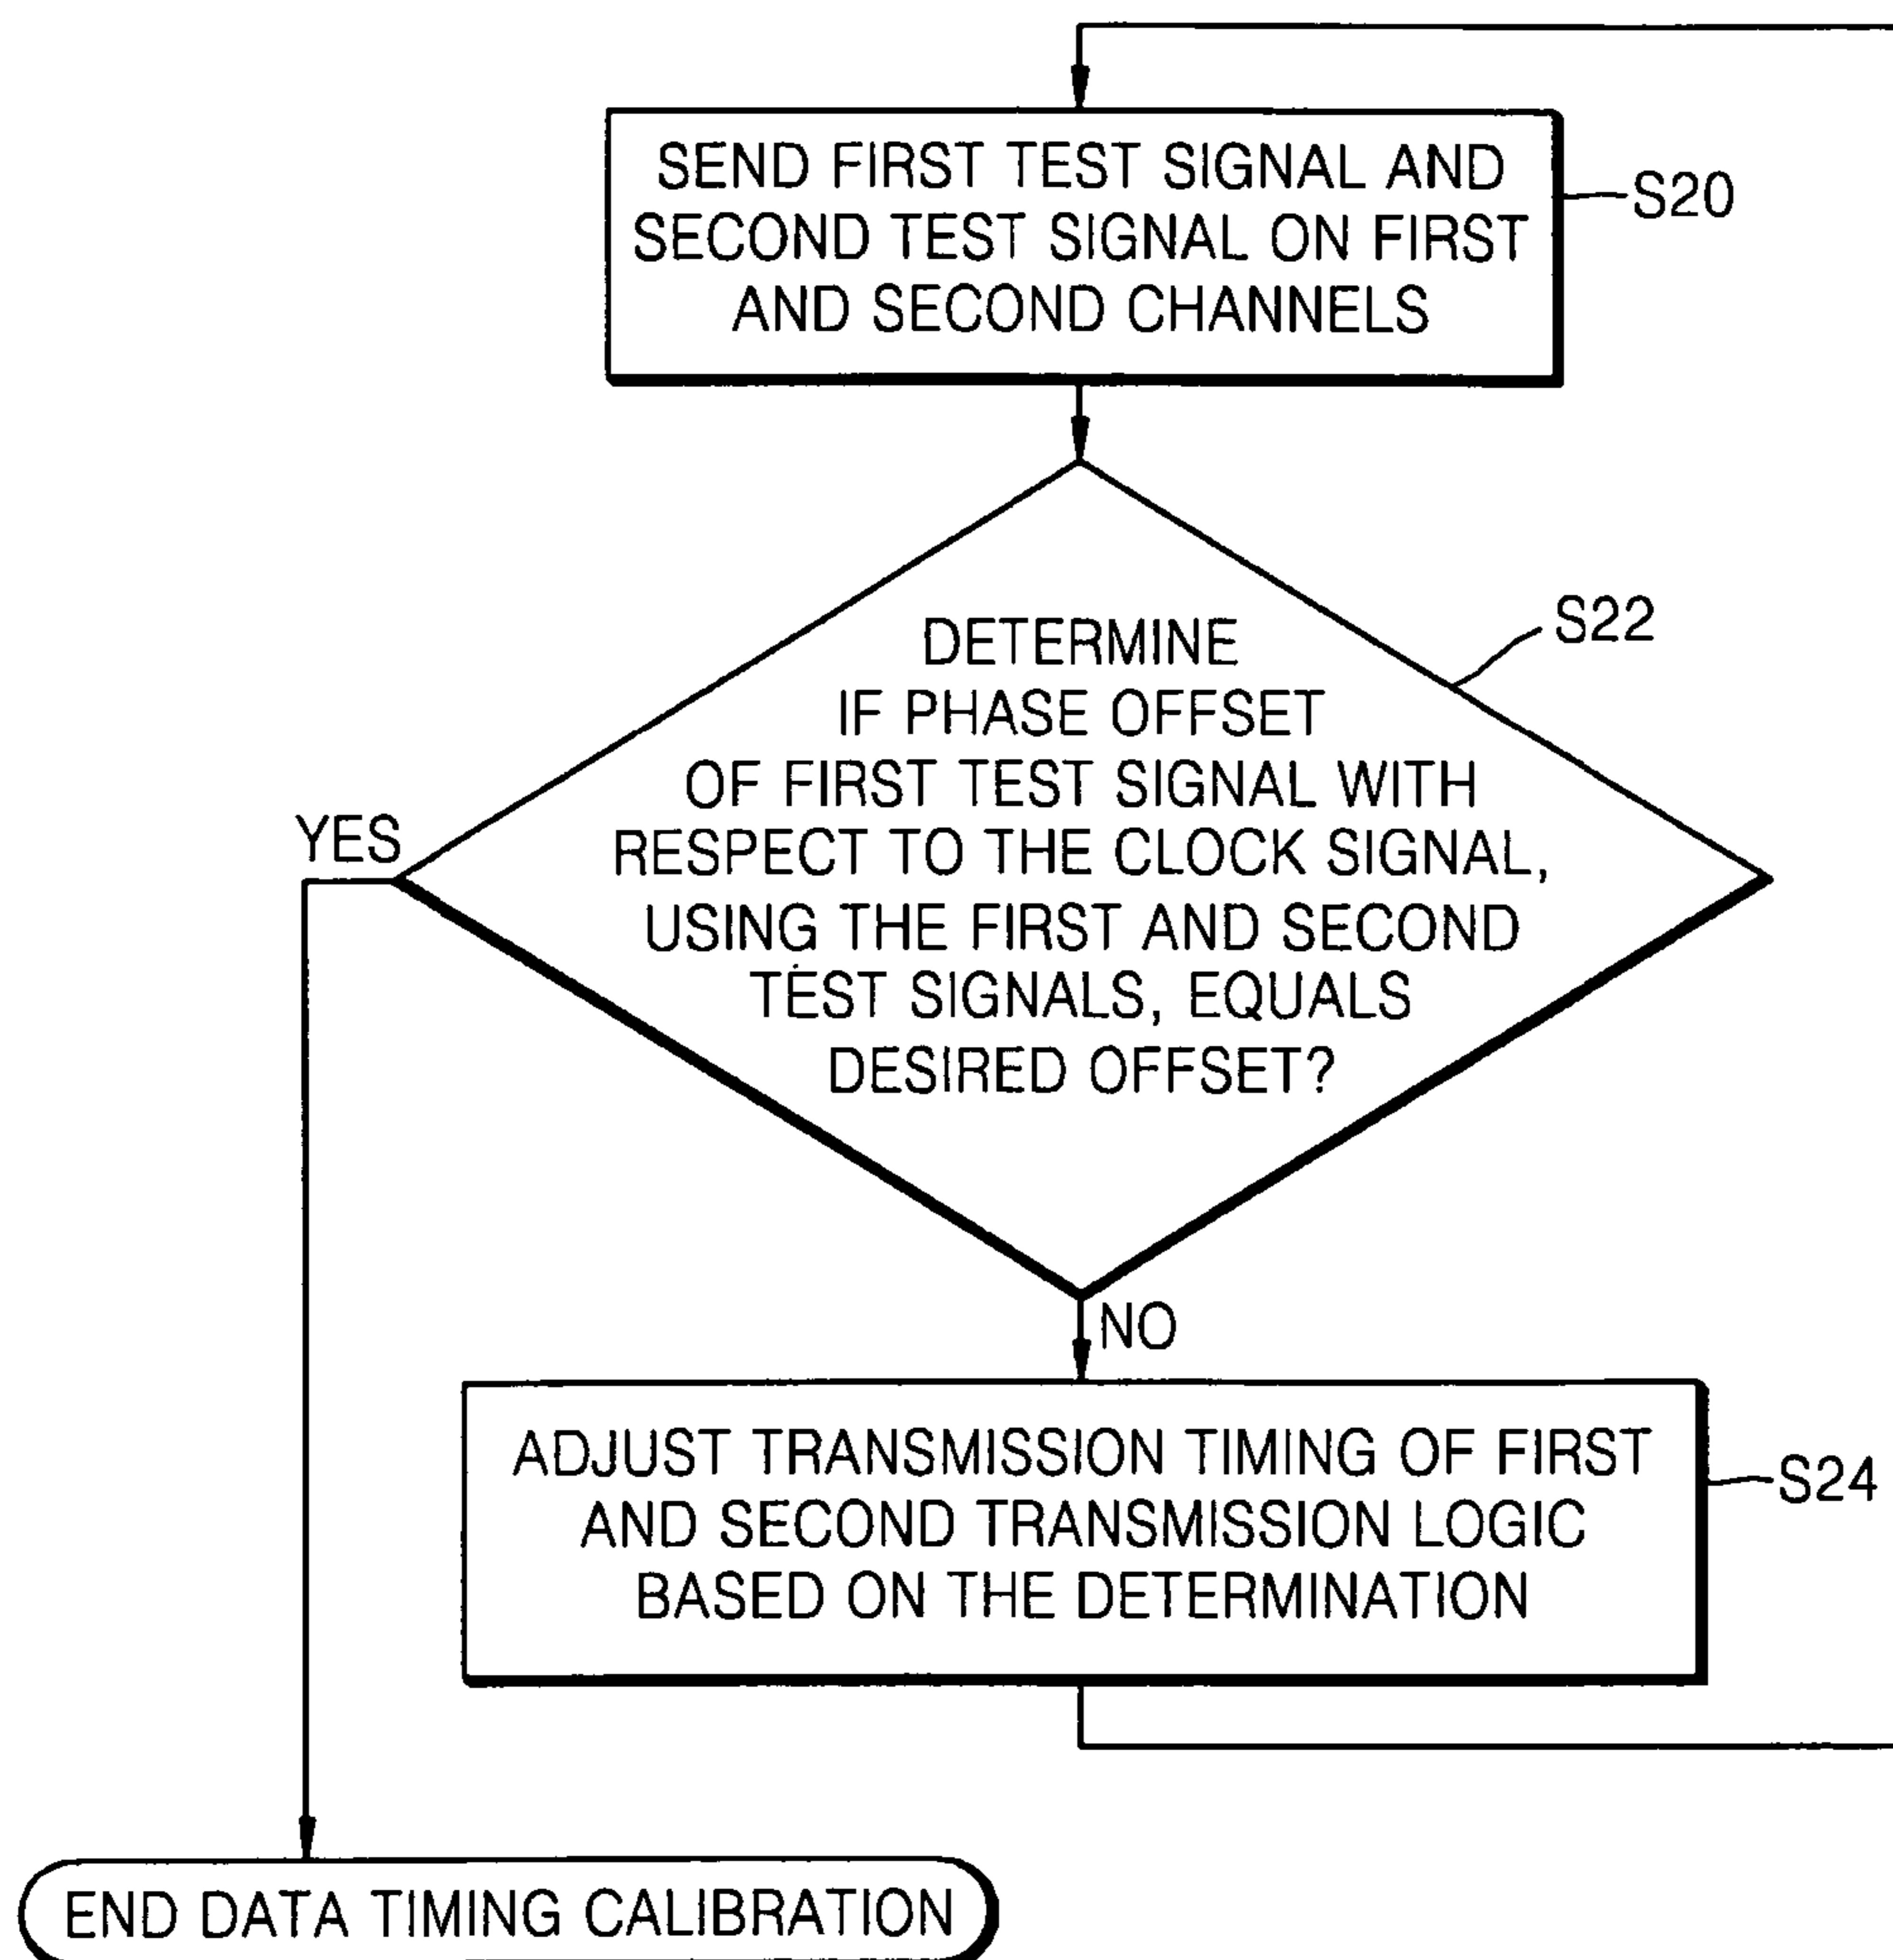 SEND FIRST TEST SIGNAL AND
SECOND TEST SIGNAL ON FIRST
AND SECOND CHANNELS
S20
DETERMINE
IF PHASE OFFSET
OF FIRST TEST SIGNAL WITH
RESPECT TO THE CLOCK SIGNAL,
USING THE FIRST AND SECOND
TEST SIGNALS, EQUALS
DESIRED OFFSET?
S22
YES
NO
ADJUST TRANSMISSION TIMING OF FIRST
AND SECOND TRANSMISSION LOGIC
BASED ON THE DETERMINATION
S24
END DATA TIMING CALIBRATION